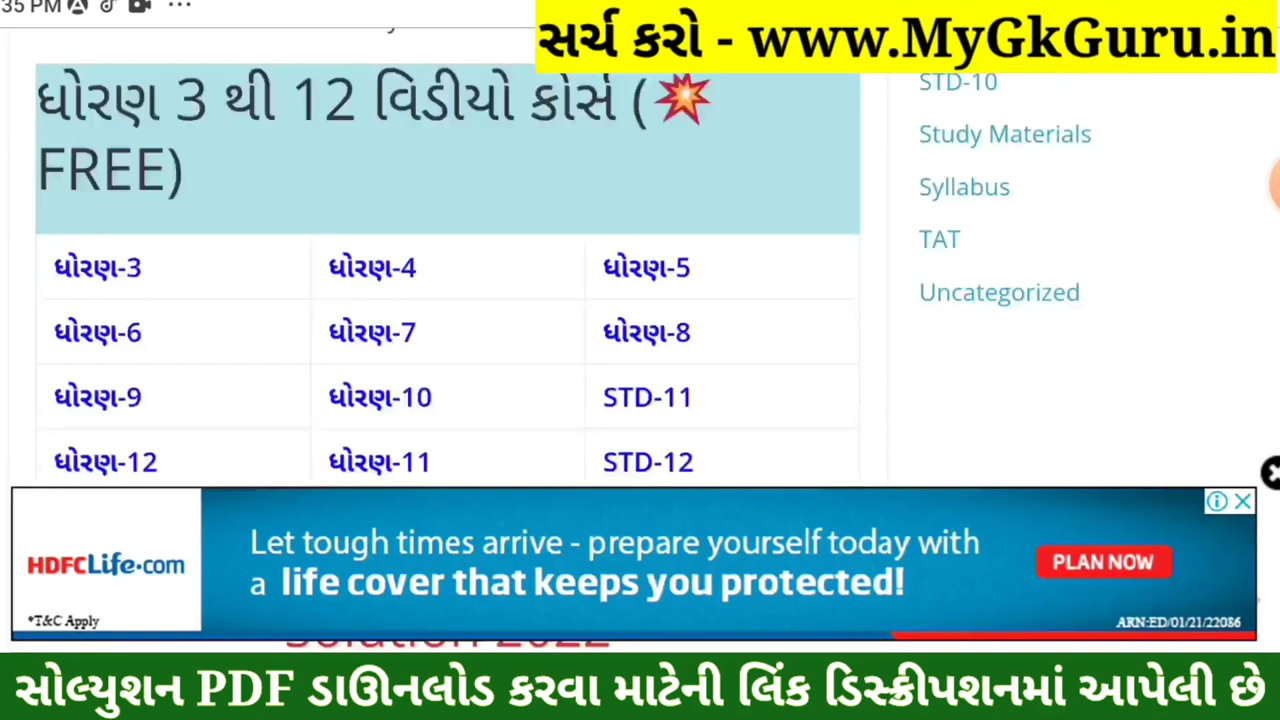 35 PM
સર્ચ કરો - www.MyGkGuru.in
ધોરણ 3 થી 12 વિડીયો કોર્સ (💥
FREE)
ધોરણ-3 ધોરણ-4 ધોરણ-5
ધોરણ-6 ધોરણ-7 ધોરણ-8
ધોરણ-9 ધોરણ-10 STD-11
ધોરણ-12 ધોરણ-11 STD-12
STD-10
Study Materials
Syllabus
TAT
Uncategorized
HDFCLife.com
*T&C Apply
Let tough times arrive - prepare yourself today with
a life cover that keeps you protected!
PLAN NOW
ARN:ED/01/21/22086
Solution 2022
સોલ્યુશન PDF ડાઊનલોડ કરવા માટેની લિંક ડિસ્ક્રીપશનમાં આપેલી છે